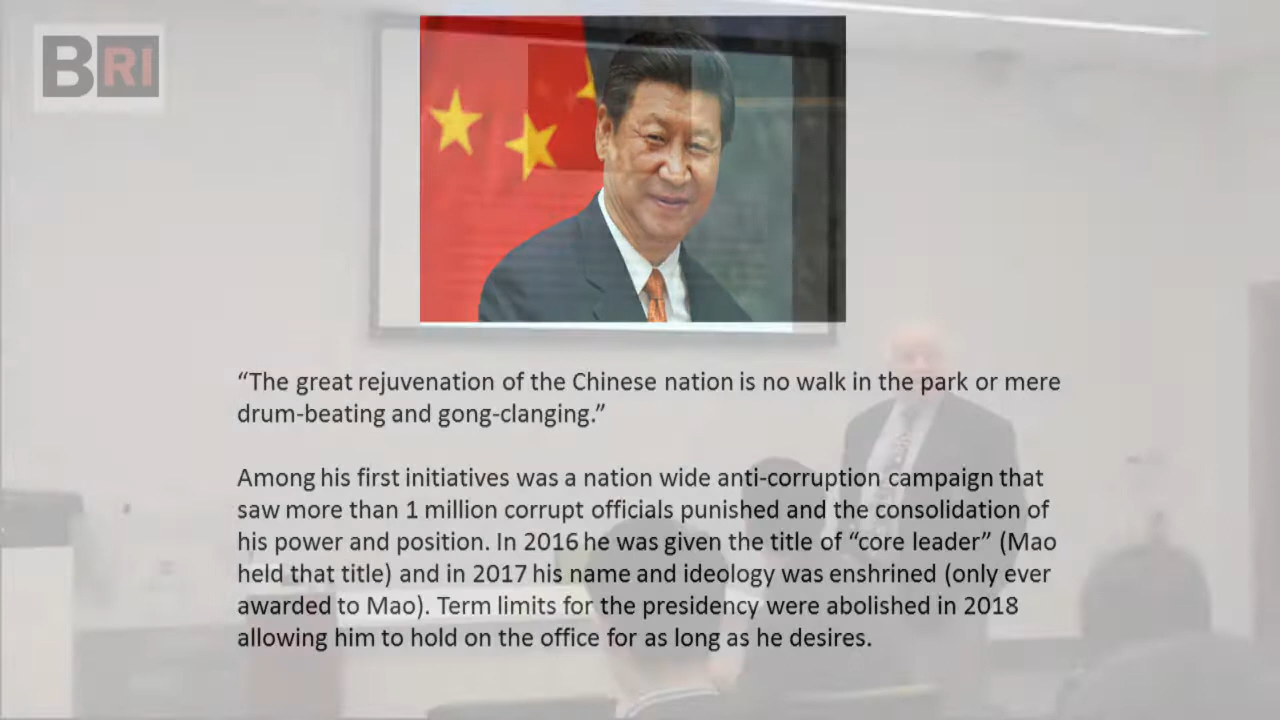 BRI
“The great rejuvenation of the Chinese nation is no walk in the park or mere
drum-beating and gong-clanging.”
Among his first initiatives was a nation wide anti-corruption campaign that
saw more than 1 million corrupt officials punished and the consolidation of
his power and position. In 2016 he was given the title of “core leader” (Mao
held that title) and in 2017 his name and ideology was enshrined (only ever
awarded to Mao). Term limits for the presidency were abolished in 2018
allowing him to hold on the office for as long as he desires.